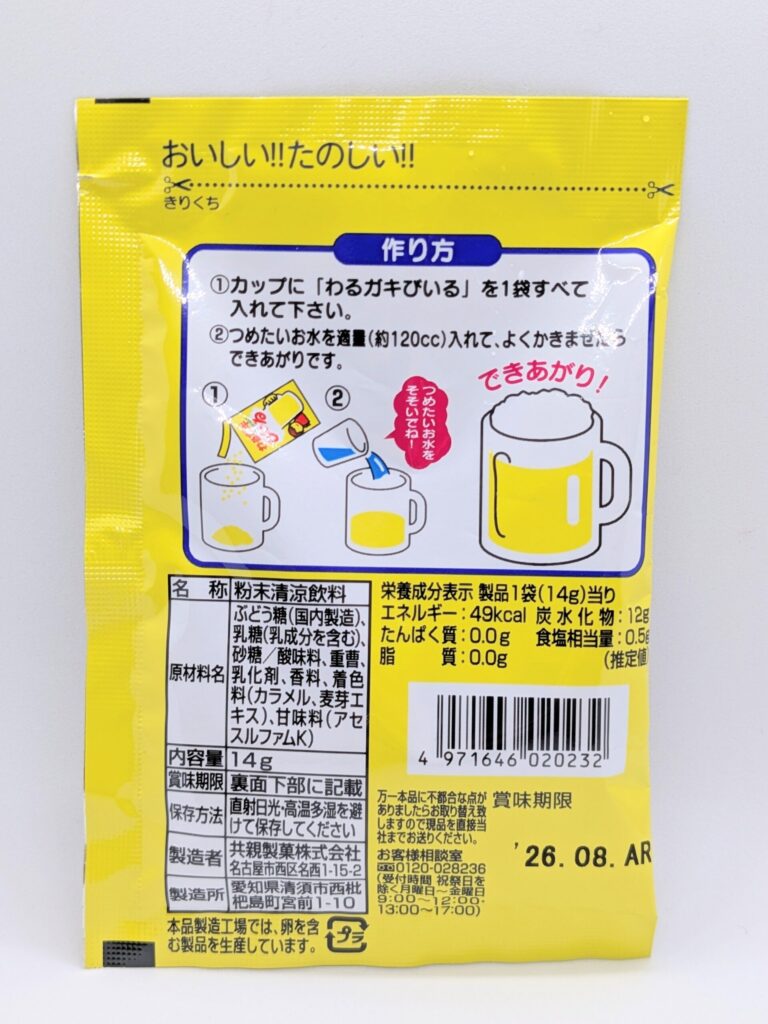 おいしい!!たのしい!!
きりくち
作り方
①カップに「わるガキびいる」を1袋すべて
入れて下さい。
②つめたいお水を適量(約120cc)入れて、よくかきまぜたら
できあがりです。
① ②
つめたいお水を
そそいでね!
できあがり!
名 称 粉末清涼飲料
原材料名 ぶどう糖(国内製造)、
乳糖(乳成分を含む)、
砂糖/酸味料、重曹、
乳化剤、香料、着色
料(カラメル、麦芽エ
キス)、甘味料(アセ
スルファムK)
内容量 14g
賞味期限 裏面下部に記載
保存方法 直射日光・高温多湿を避
けて保存してください
製造者 共親製菓株式会社
名古屋市西区名西1-15-2
製造所 愛知県清須市西枇
杷島町宮前1-10
本品製造工場では、卵を含
む製品を生産しています。
プラ
栄養成分表示 製品1袋(14g)当り
エネルギー:49kcal 炭水化物:12g
たんぱく質:0.0g 食塩相当量:0.5g
脂 質:0.0g (推定値
4 971646 020232
万一本品に不都合な点が
ありましたらお取り替え致
しますので現品を直接当
社までお送りください。
お客様相談室
0120-028236
(受付時間 祝祭日を
除く月曜日〜金曜日
9:00〜12:00・
13:00〜17:00)
賞味期限
'26.08.AR